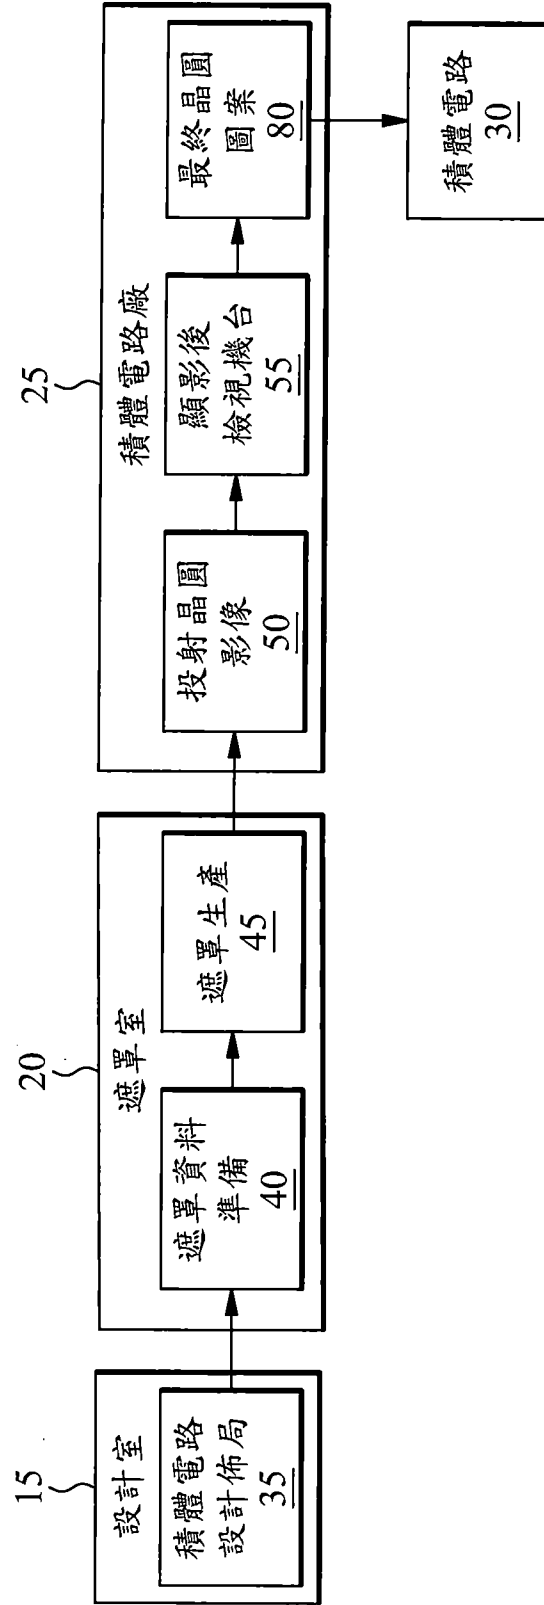 15
設計室
積體電路
設計佈局
35
20
遮罩室
遮罩資料
準備
40
遮罩生產
45
25
積體電路廠
投射晶圓
影像
50
顯影後
檢視機台
55
最終晶圓
圖案
80
積體電路
30